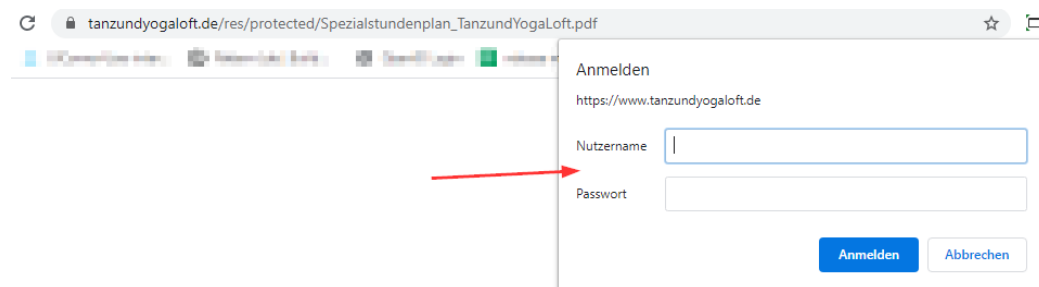 tanzundyogaloft.de/res/protected/Spezialstundenplan_TanzundYogaLoft.pdf
Anmelden
https://www.tanzundyogaloft.de
Nutzername
Passwort
Anmelden Abbrechen